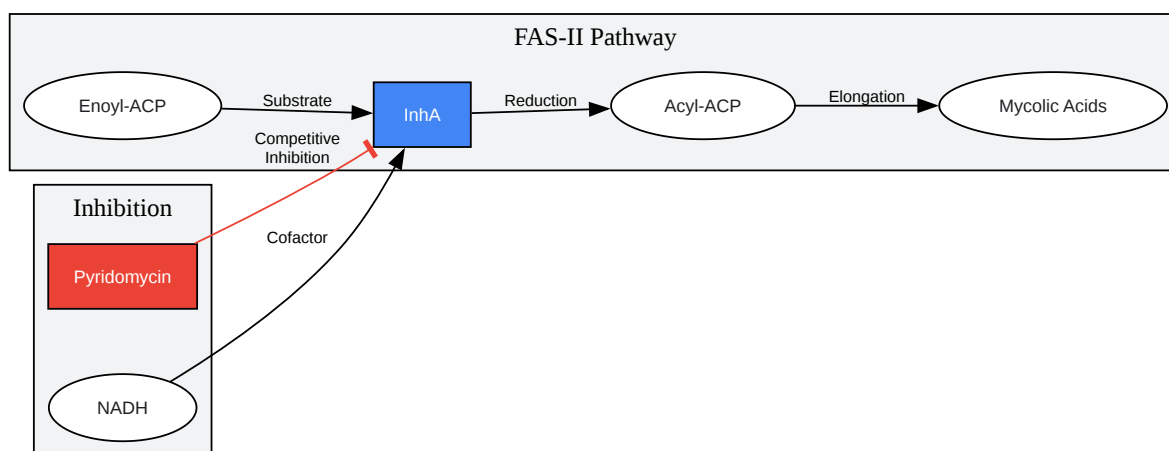 FAS-II Pathway
Enoyl-ACP
Substrate
InhA
Reduction
Acyl-ACP
Elongation
Mycolic Acids
Competitive
Inhibition
Inhibition
Pyridomycin
Cofactor
NADH